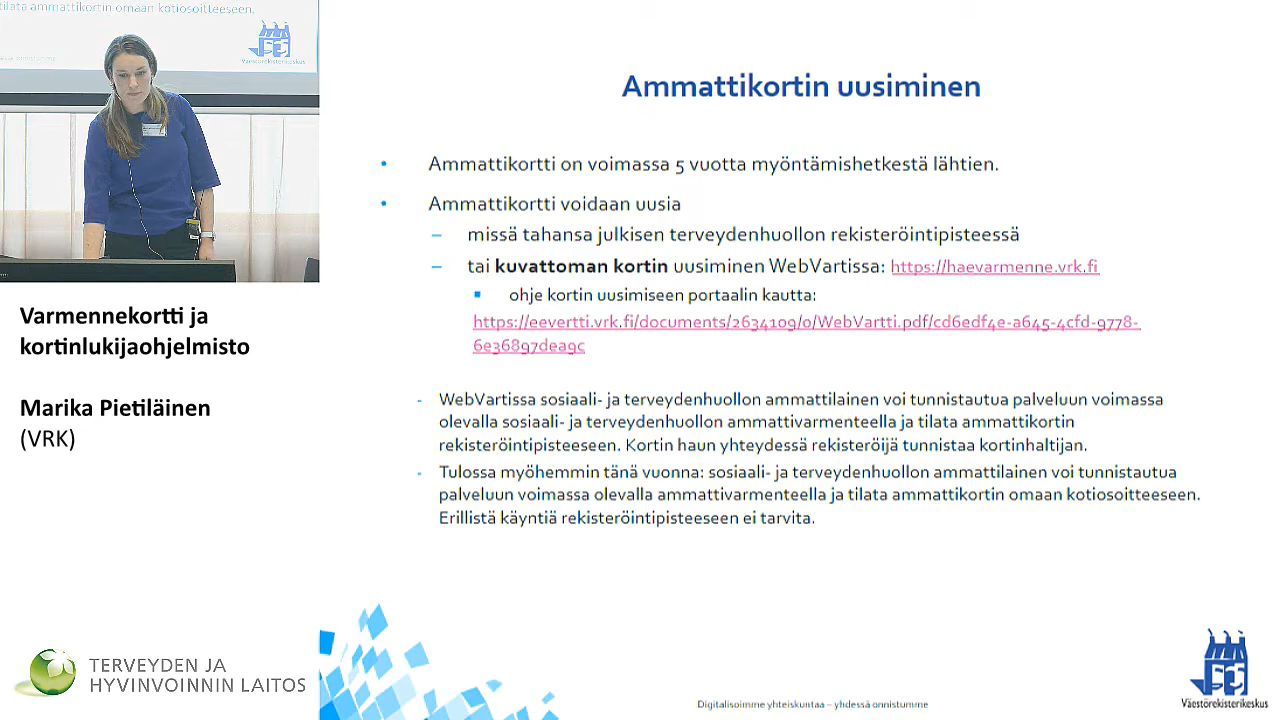 tilata ammattikortin omaan kotiosoitteeseen.
Väestörekisterikeskus
Varmennekortti ja
kortinlukijaohjelmisto
Marika Pietiläinen
(VRK)
TERVEYDEN JA
HYVINVOINNIN LAITOS
Ammattikortin uusiminen
• Ammattikortti on voimassa 5 vuotta myöntämishetkestä lähtien.
• Ammattikortti voidaan uusia
– missä tahansa julkisen terveydenhuollon rekisteröintipisteessä
– tai kuvattoman kortin uusiminen WebVartissa: https://haevarmenne.vrk.fi
▪ ohje kortin uusimiseen portaalin kautta:
https://eevertti.vrk.fi/documents/2634109/0/WebVartti.pdf/cd6edf4e-a645-4cfd-9778-
6e36897dea9c
- WebVartissa sosiaali- ja terveydenhuollon ammattilainen voi tunnistautua palveluun voimassa
olevalla sosiaali- ja terveydenhuollon ammattivarmenteella ja tilata ammattikortin
rekisteröintipisteeseen. Kortin haun yhteydessä rekisteröijä tunnistaa kortinhaltijan.
- Tulossa myöhemmin tänä vuonna: sosiaali- ja terveydenhuollon ammattilainen voi tunnistautua
palveluun voimassa olevalla ammattivarmenteella ja tilata ammattikortin omaan kotiosoitteeseen.
Erillistä käyntiä rekisteröintipisteeseen ei tarvita.
Digitalisoimme yhteiskuntaa – yhdessä onnistumme
Väestörekisterikeskus